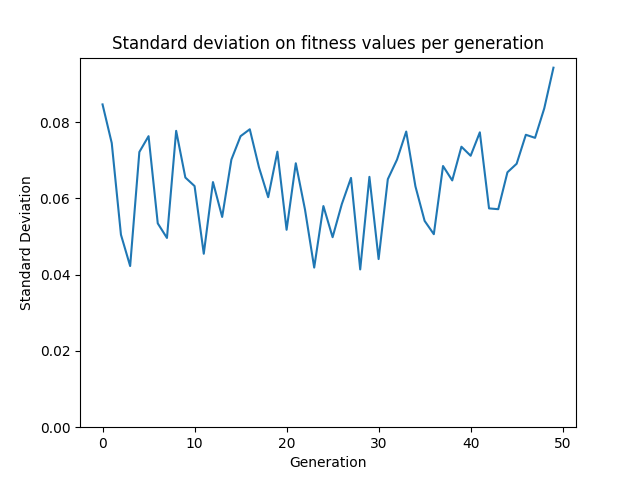 Standard deviation on fitness values per generation
Standard Deviation
0.08
0.06
0.04
0.02
0.00
0 10 20 30 40 50
Generation